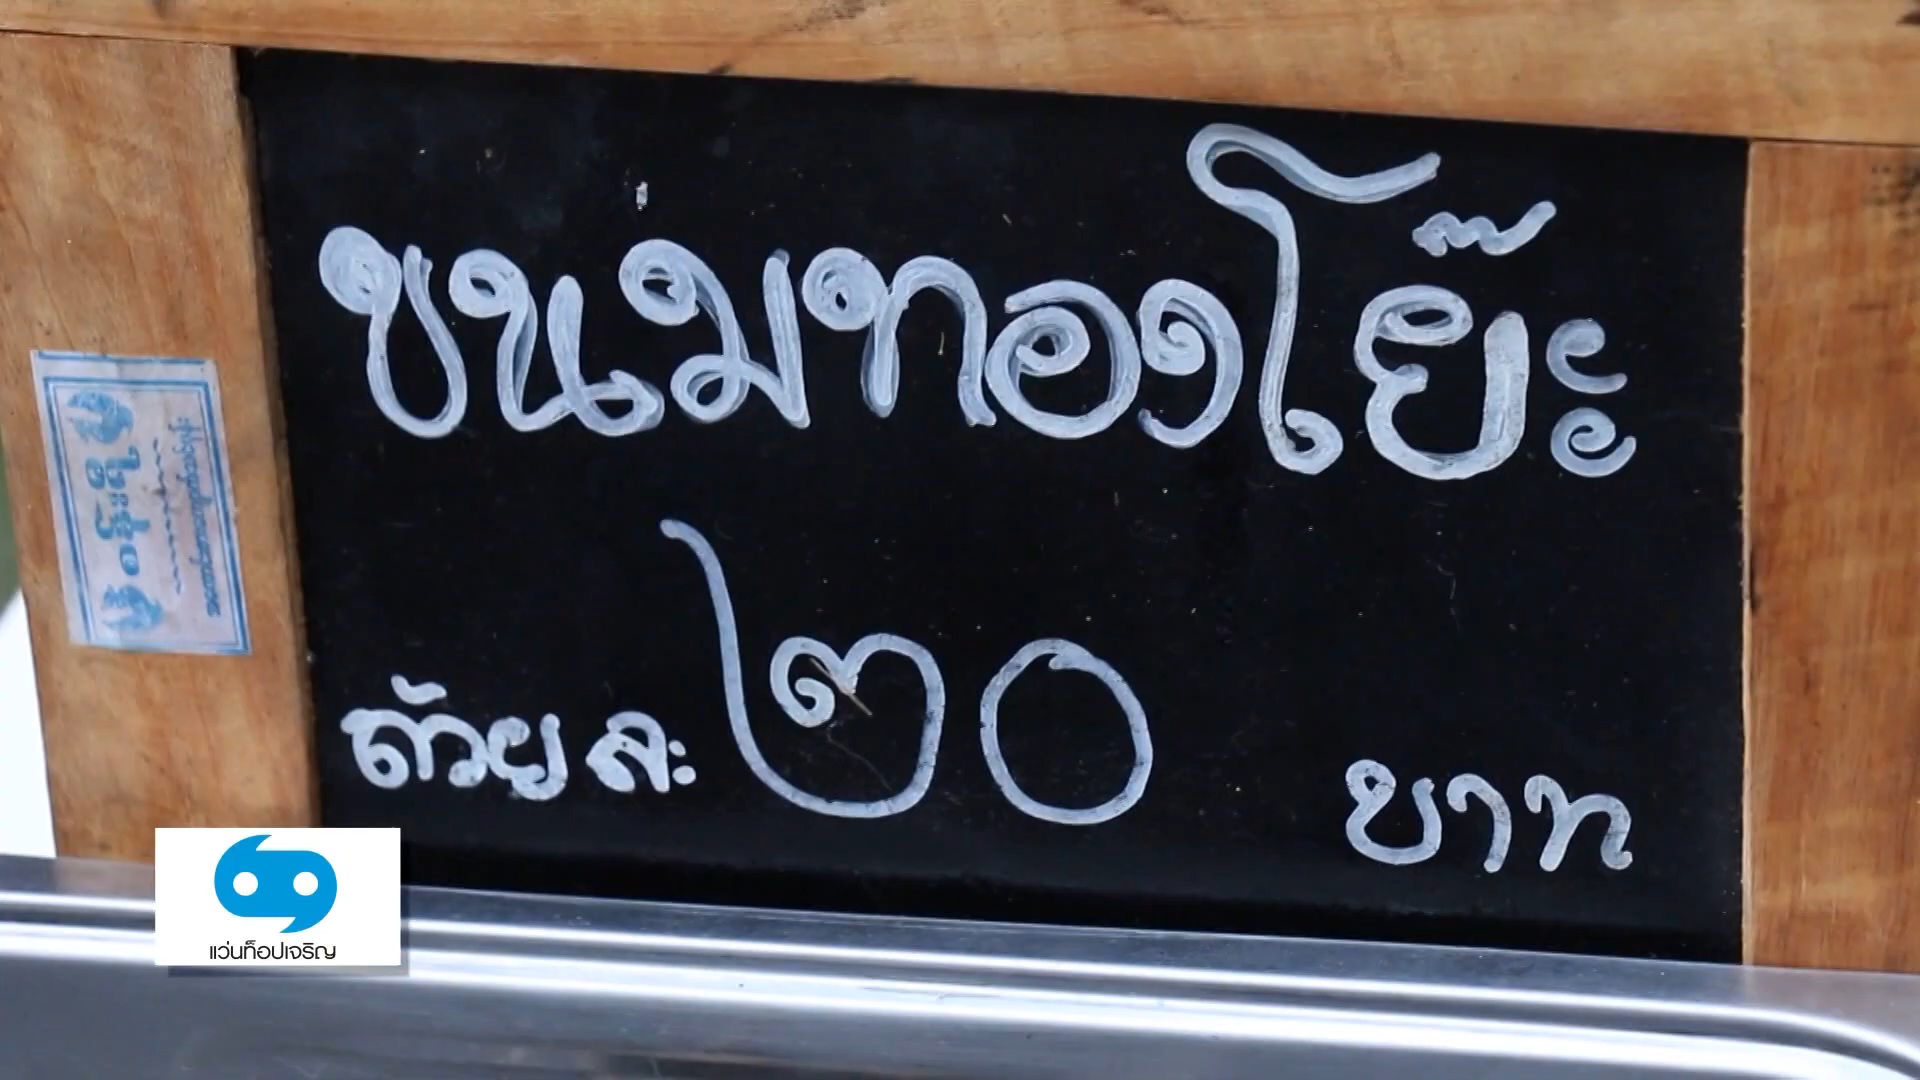 ขนมทองโย๊ะ
ถ้วยละ ๒๐ บาท
แว่นท็อปเจริญ